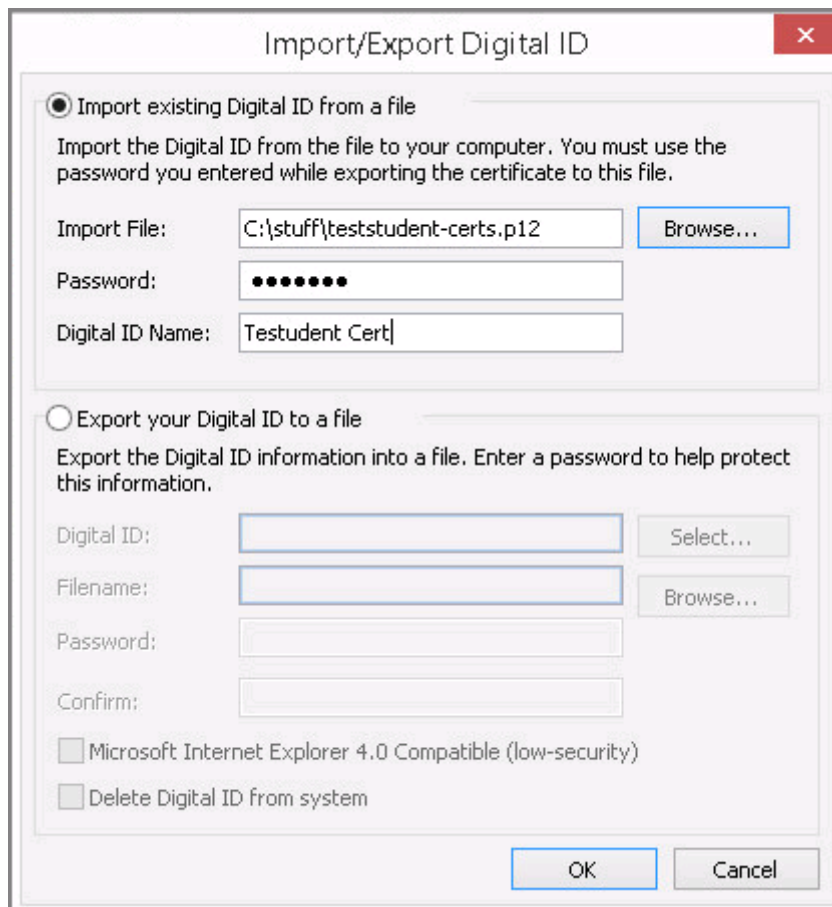 Import/Export Digital ID
Import existing Digital ID from a file
Import the Digital ID from the file to your computer. You must use the
password you entered while exporting the certificate to this file.
Import File: C:\stuff\teststudent-certs.p12 Browse...
Password: ●●●●●●●
Digital ID Name: Testudent Cert
Export your Digital ID to a file
Export the Digital ID information into a file. Enter a password to help protect
this information.
Digital ID: Select...
Filename: Browse...
Password:
Confirm:
Microsoft Internet Explorer 4.0 Compatible (low-security)
Delete Digital ID from system
OK Cancel